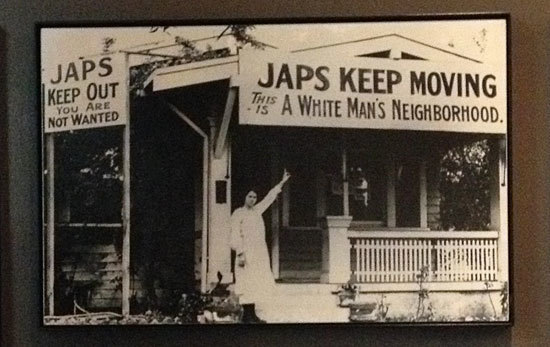 JAPS
KEEP OUT
YOU ARE
NOT WANTED
JAPS KEEP MOVING
THIS IS A WHITE MAN'S NEIGHBORHOOD.